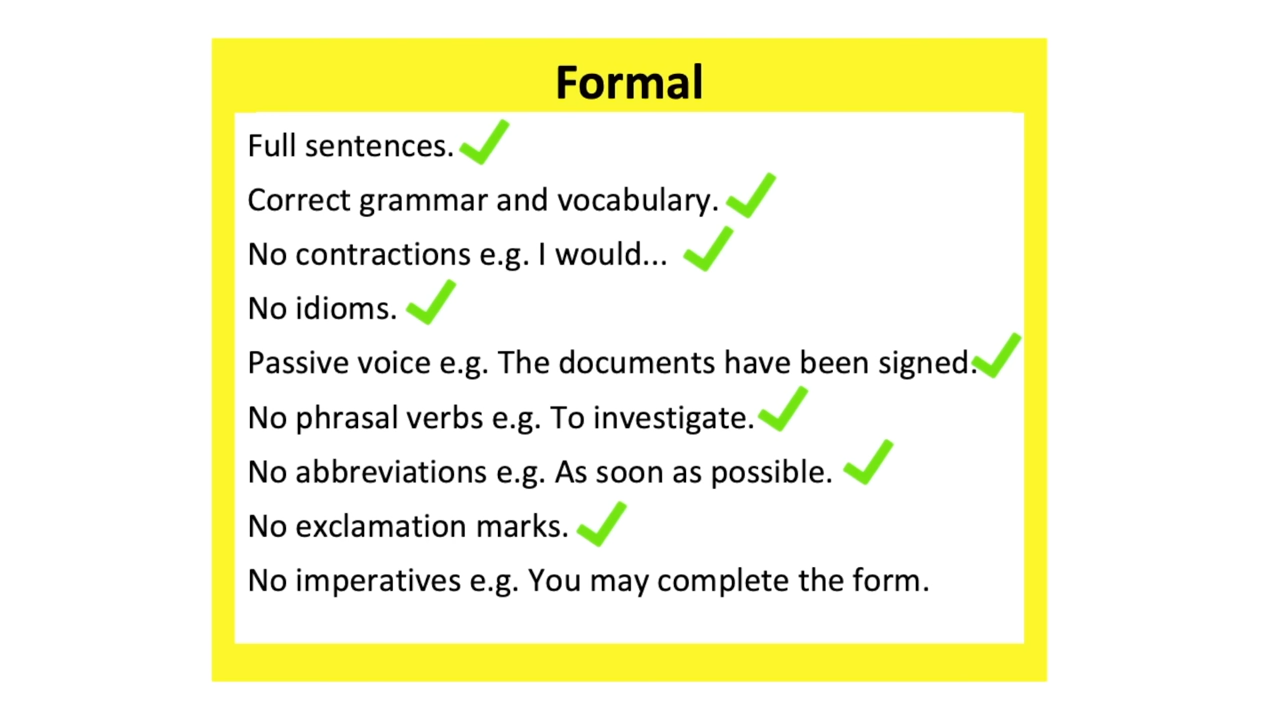 Formal
Full sentences.
Correct grammar and vocabulary.
No contractions e.g. I would...
No idioms.
Passive voice e.g. The documents have been signed.
No phrasal verbs e.g. To investigate.
No abbreviations e.g. As soon as possible.
No exclamation marks.
No imperatives e.g. You may complete the form.